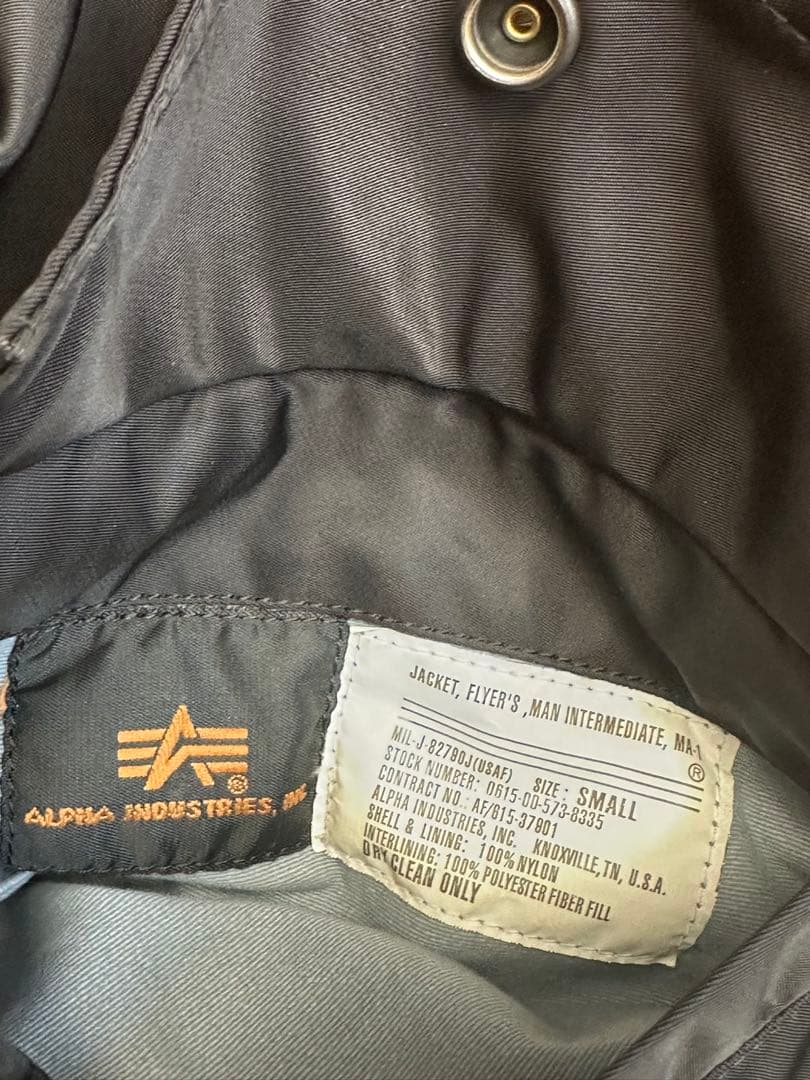 ALPHA INDUSTRIES, INC
JACKET, FLYER'S ,MAN INTERMEDIATE, MA-1
®
MIL-J-82790J(USAF) SIZE: SMALL
STOCK NUMBER: 0615-00-573-8335
CONTRACT NO.: AF/615-37901
ALPHA INDUSTRIES, INC. KNOXVILLE, TN, U.S.A.
SHELL & LINING: 100% NYLON
INTERLINING: 100% POLYESTER FIBER FILL
DRY CLEAN ONLY